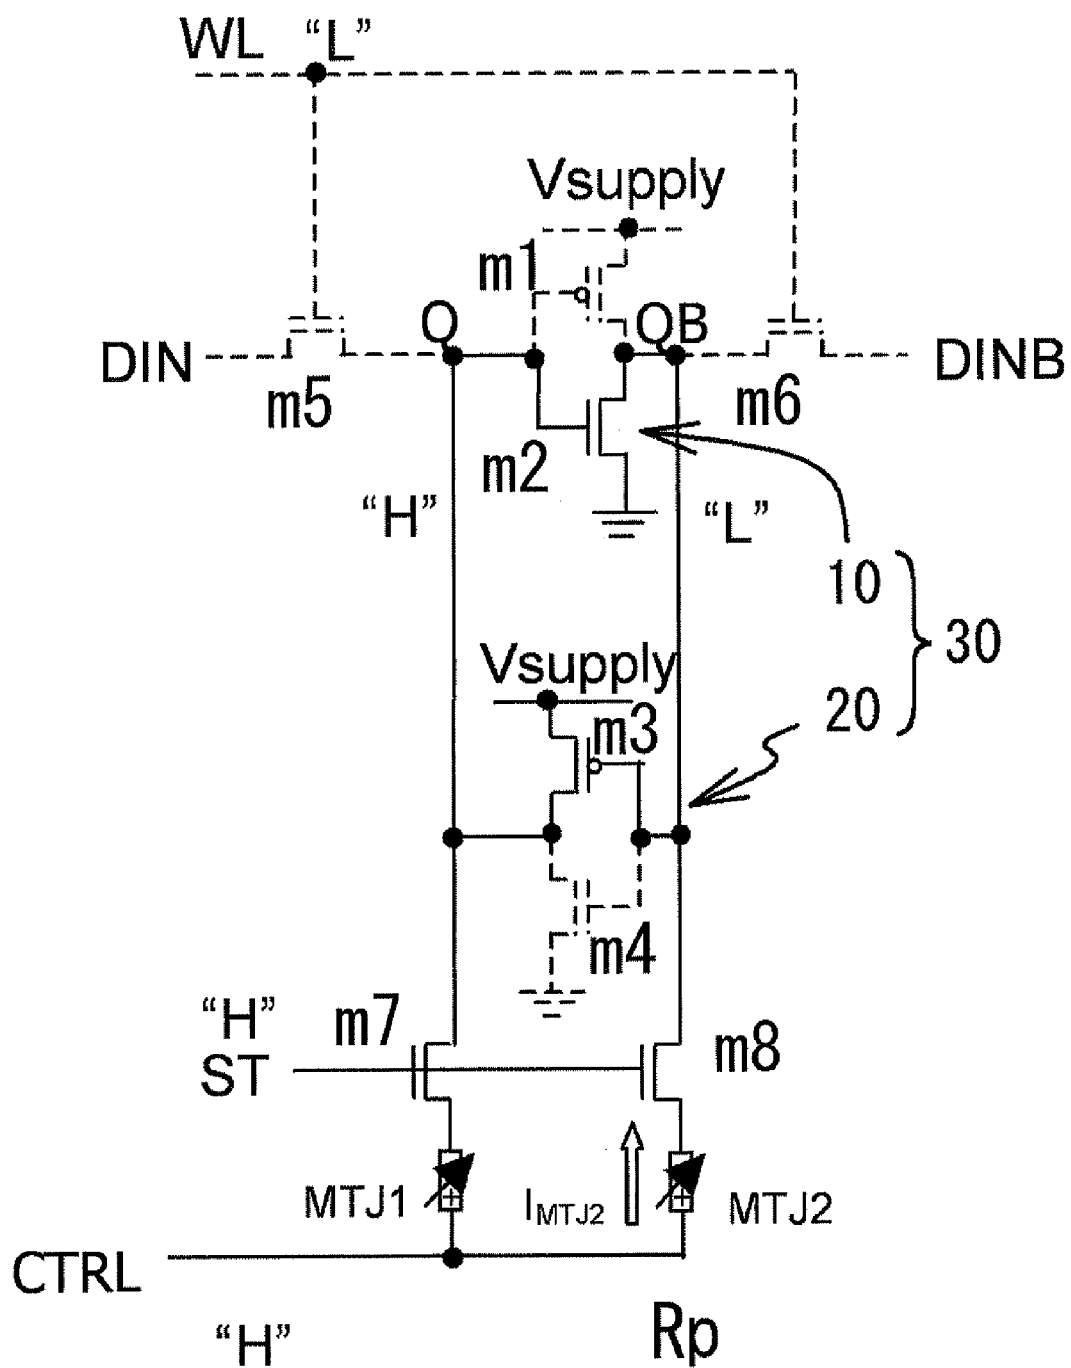 WL “L”
Vsupply
m1
Q
QB
DIN
DINB
m5
m6
m2
“H”
“L”
10
30
Vsupply
20
m3
m4
“H”
m7
ST
m8
MTJ1
IMTJ2
MTJ2
CTRL
“H”
Rp